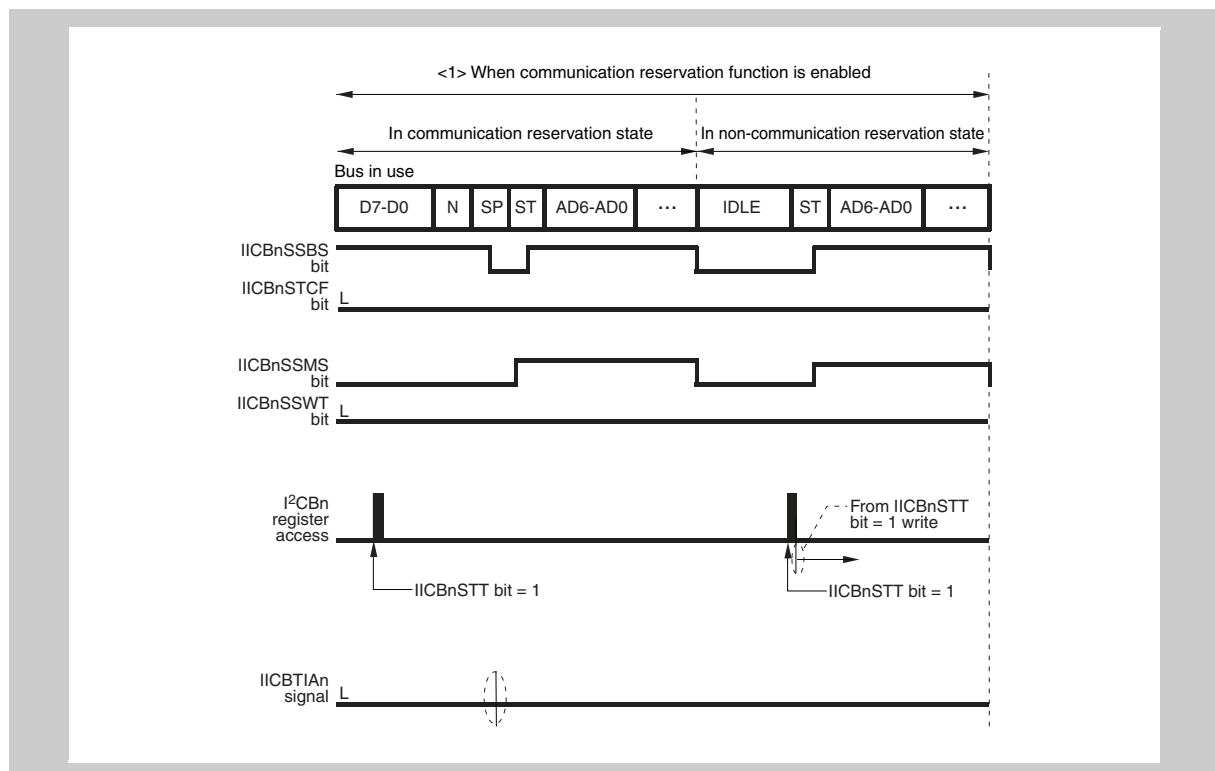 <1> When communication reservation function is enabled
In communication reservation state
In non-communication reservation state
Bus in use
D7-D0 N SP ST AD6-AD0 ... IDLE ST AD6-AD0 ...
IICBnSSBS
bit
IICBnSTCF
bit
L
IICBnSSMS
bit
IICBnSSWT
bit
L
I²CBn
register
access
From IICBnSTT
bit = 1 write
IICBnSTT bit = 1
IICBnSTT bit = 1
IICBTIAn
signal
L